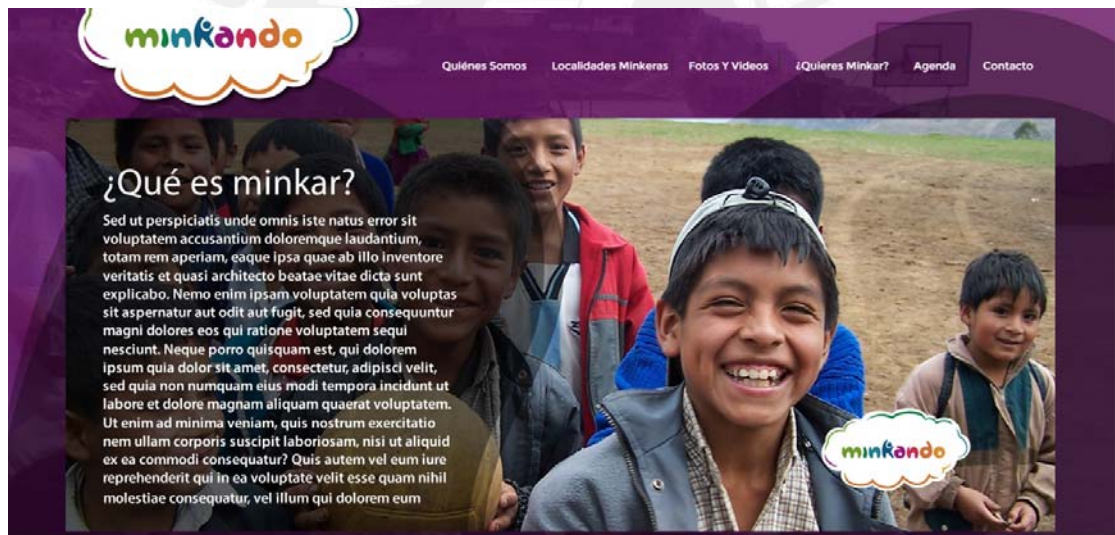 minkando
Quiénes Somos Localidades Minkeras Fotos Y Videos ¿Quieres Minkar? Agenda Contacto
¿Qué es minkar?
Sed ut perspiciatis unde omnis iste natus error sit
voluptatem accusantium doloremque laudantium,
totam rem aperiam, eaque ipsa quae ab illo inventore
veritatis et quasi architecto beatae vitae dicta sunt
explicabo. Nemo enim ipsam voluptatem quia voluptas
sit aspernatur aut odit aut fugit, sed quia consequuntur
magni dolores eos qui ratione voluptatem sequi
nesciunt. Neque porro quisquam est, qui dolorem
ipsum quia dolor sit amet, consectetur, adipisci velit,
sed quia non numquam eius modi tempora incidunt ut
labore et dolore magnam aliquam quaerat voluptatem.
Ut enim ad minima veniam, quis nostrum exercitatio
nem ullam corporis suscipit laboriosam, nisi ut aliquid
ex ea commodi consequatur? Quis autem vel eum iure
reprehenderit qui in ea voluptate velit esse quam nihil
molestiae consequatur, vel illum qui dolorem eum
minkando